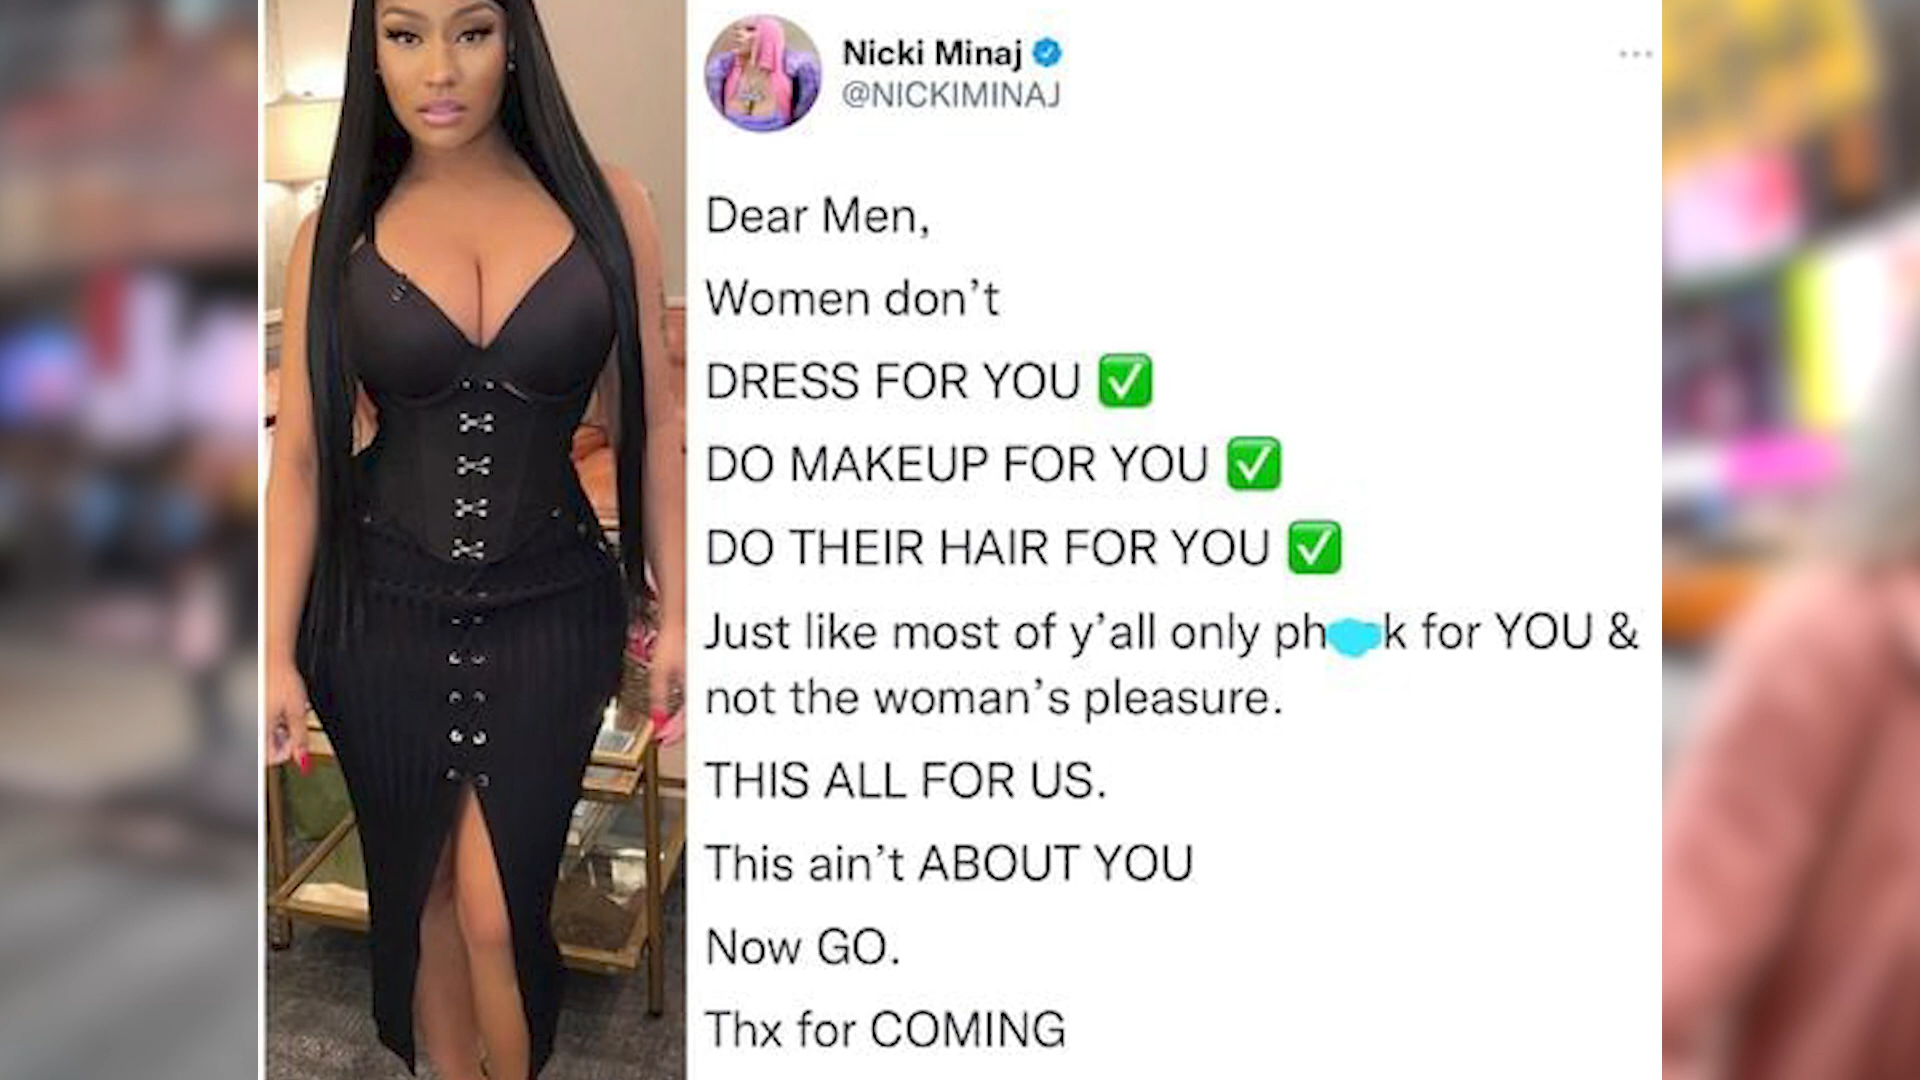 Nicki Minaj
@NICKIMINAJ
Dear Men,
Women don’t
DRESS FOR YOU ✅
DO MAKEUP FOR YOU ✅
DO THEIR HAIR FOR YOU ✅
Just like most of y’all only ph k for YOU &
not the woman’s pleasure.
THIS ALL FOR US.
This ain’t ABOUT YOU
Now GO.
Thx for COMING